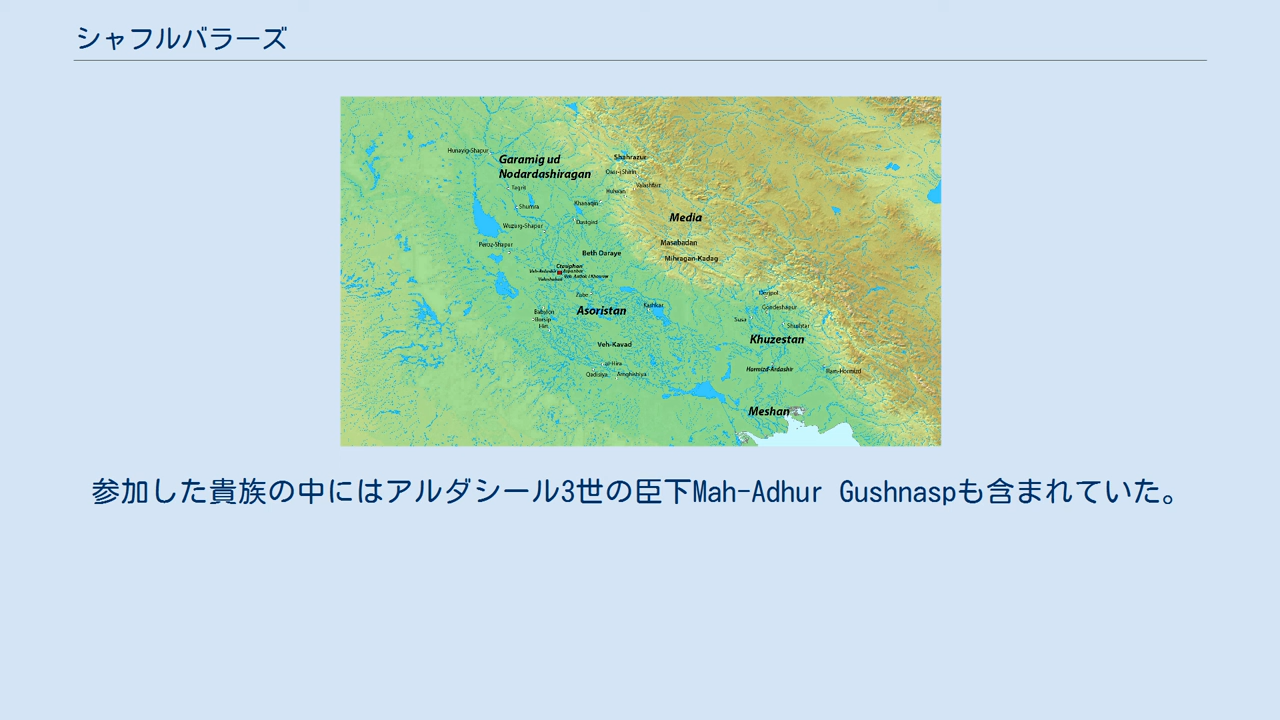 シャフルバラーズ
Hunayig-Shapur
Garamig ud
Nodardashiragan
Shahrazur
Tagrit
Hulwan
Khanaqin
Shumra
Dasigird
Wuzurg-Shapur
Media
Peroz-Shapur
Masabadan
Beth Daraye
Mihragan-Kadag
Ctesiphon
Gondeshapur
Kashkar
Babylon
Borsip
Asoristan
Susa
Shushtar
Khuzestan
Veh-Kavad
al-Hira
Hormizd-Ardashir
Ram-Hormizd
Qadisiya
Amghishiya
Meshan
参加した貴族の中にはアルダシール3世の臣下Mah-Adhur Gushnaspも含まれていた。